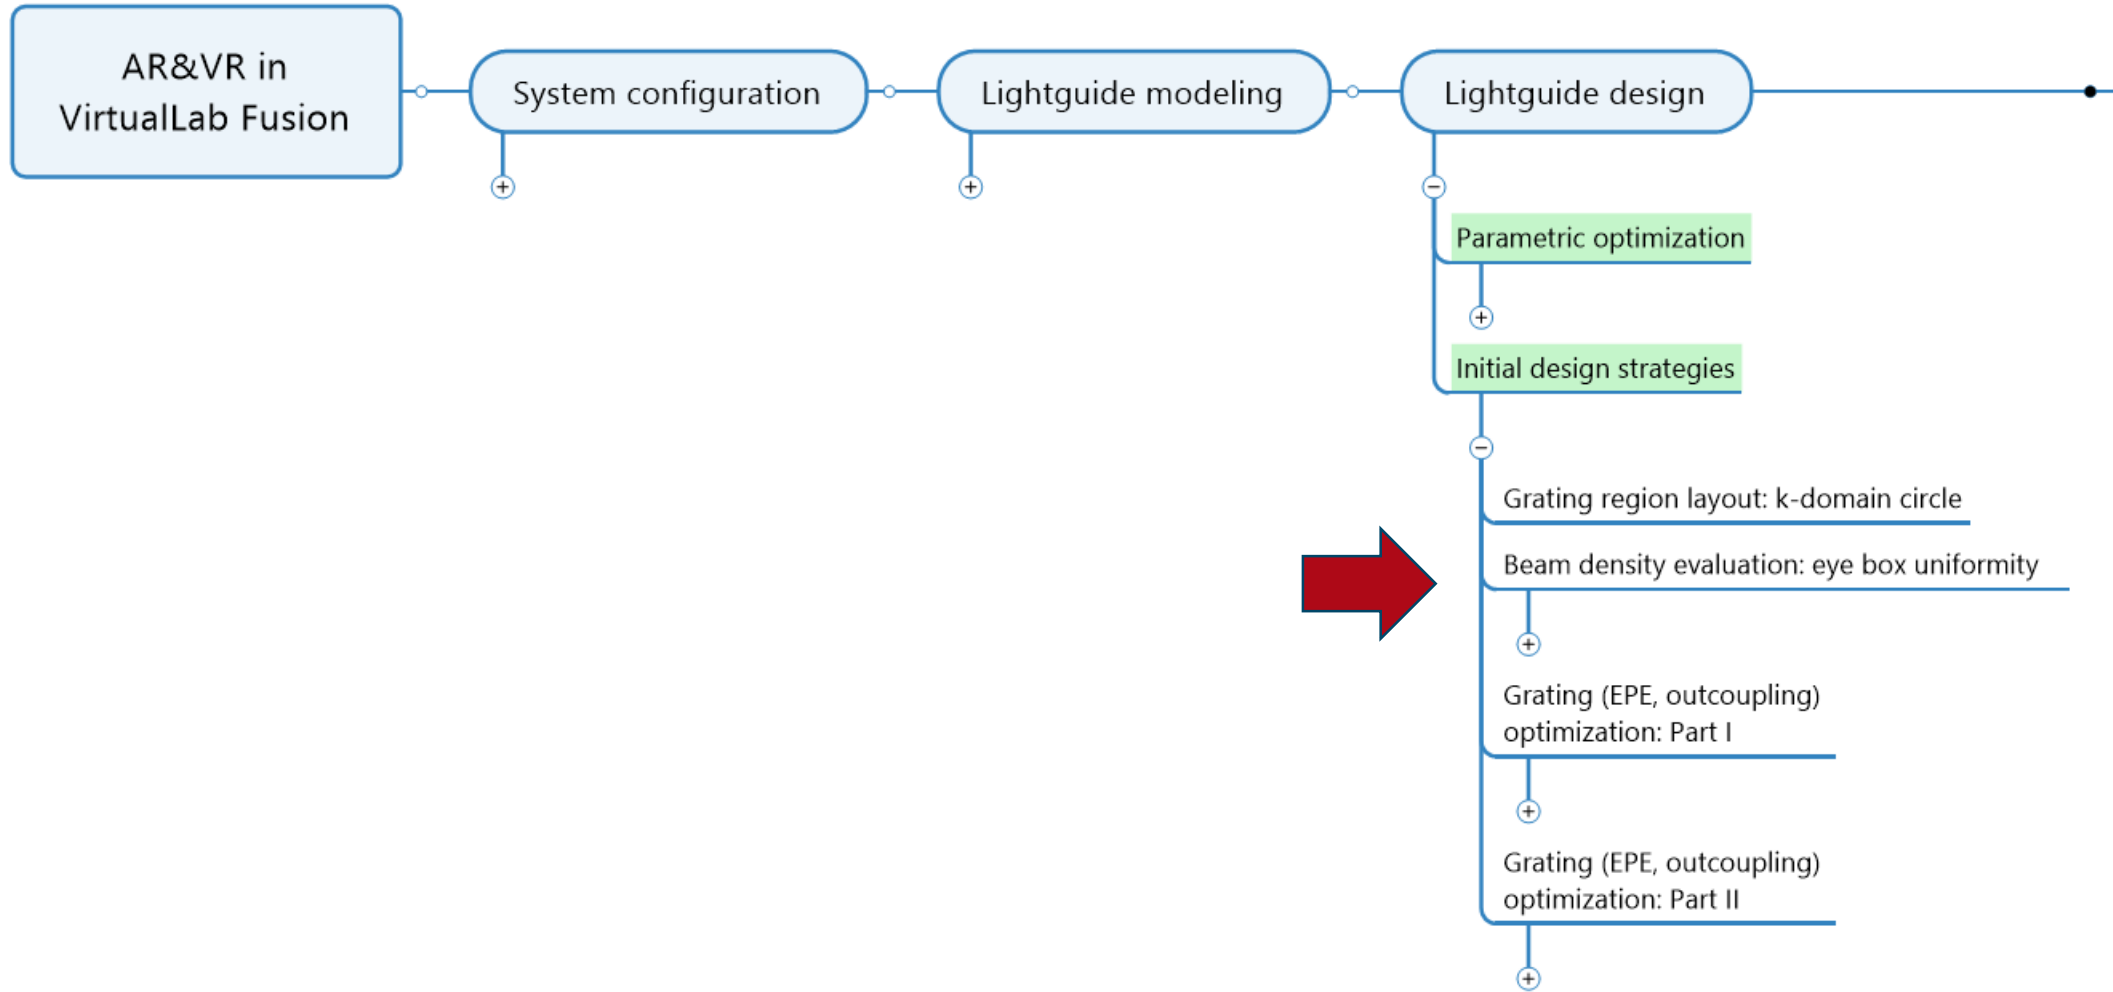 AR&VR in
VirtualLab Fusion
System configuration
Lightguide modeling
Lightguide design
Parametric optimization
Initial design strategies
Grating region layout: k-domain circle
Beam density evaluation: eye box uniformity
Grating (EPE, outcoupling)
optimization: Part I
Grating (EPE, outcoupling)
optimization: Part II